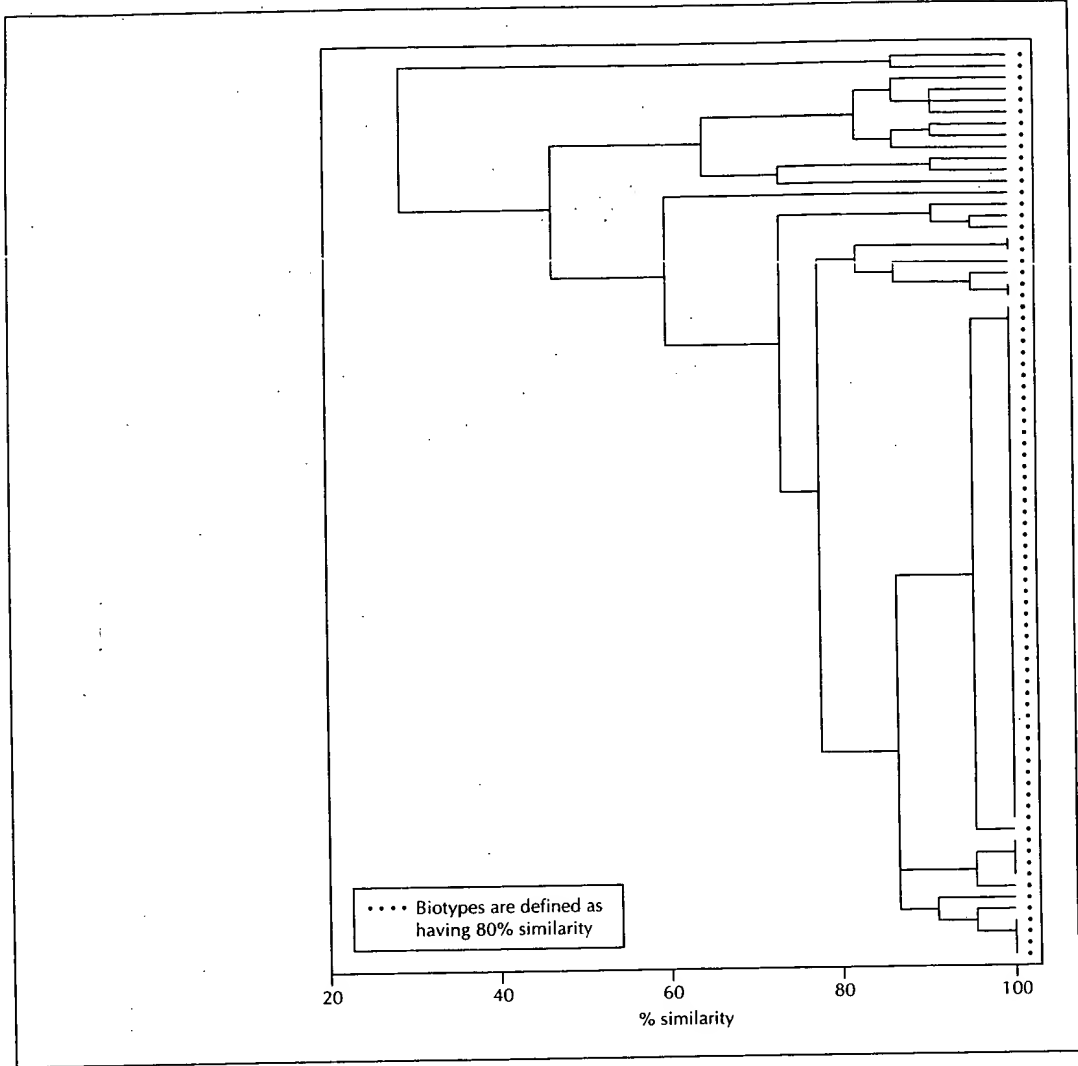 •••• Biotypes are defined as
having 80% similarity
20
40
60
80
100
% similarity